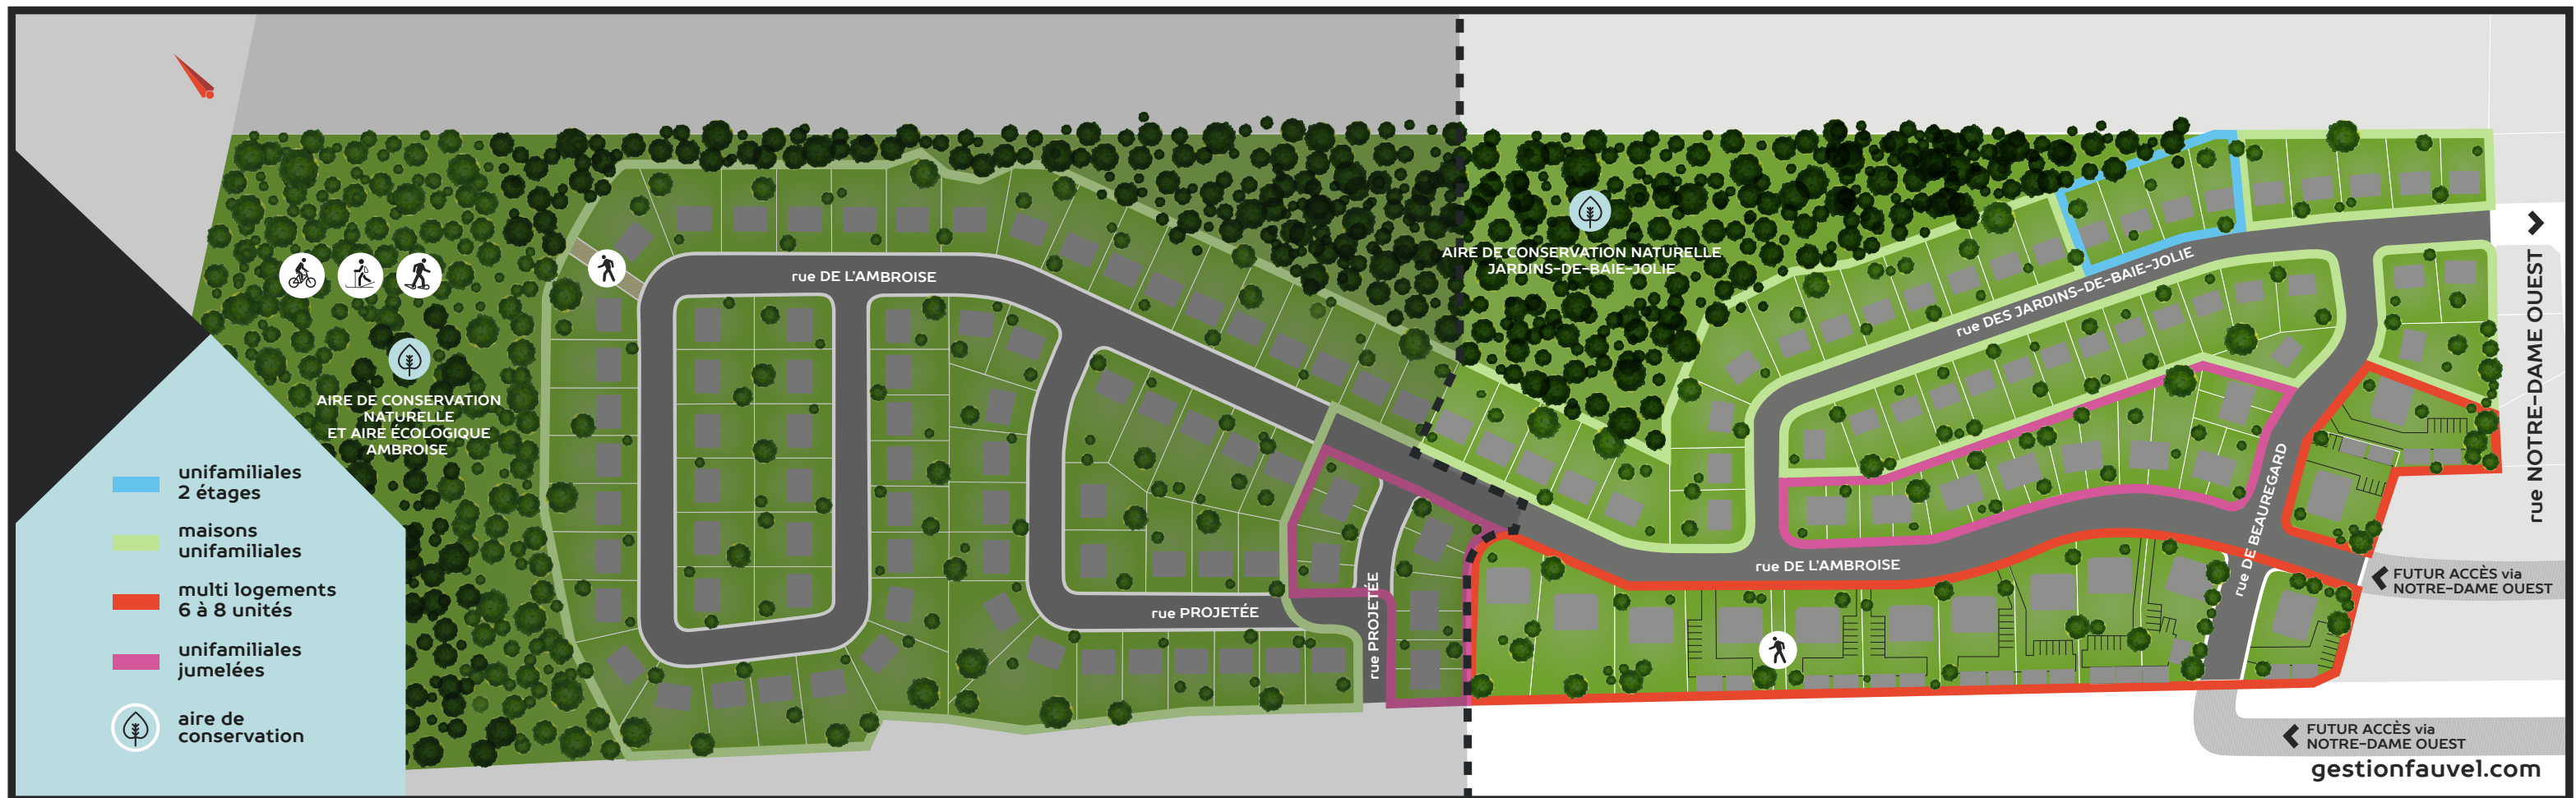 AIRE DE CONSERVATION
NATURELLE
ET AIRE ÉCOLOGIQUE
AMBROISE
unifamiliales
2 étages
maisons
unifamiliales
multi logements
6 à 8 unités
unifamiliales
jumelées
aire de
conservation
rue DE L'AMBROISE
rue PROJETÉE
rue PROJETÉE
AIRE DE CONSERVATION NATURELLE
JARDINS-DE-BAIE-JOLIE
rue DES JARDINS-DE-BAIE-JOLIE
rue DE L'AMBROISE
rue DE BEAUREGARD
rue NOTRE-DAME OUEST
FUTUR ACCÈS via
NOTRE-DAME OUEST
FUTUR ACCÈS via
NOTRE-DAME OUEST
gestionfauvel.com